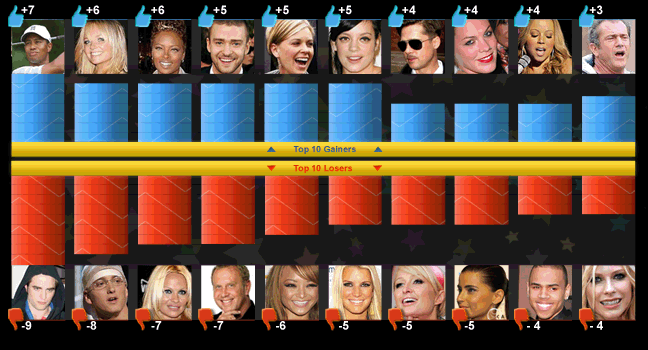 +7 +6 +6 +5 +5 +5 +4 +4 +4 +3
Top 10 Gainers
Top 10 Losers
-9 -8 -7 -7 -6 -5 -5 -5 - 4 - 4